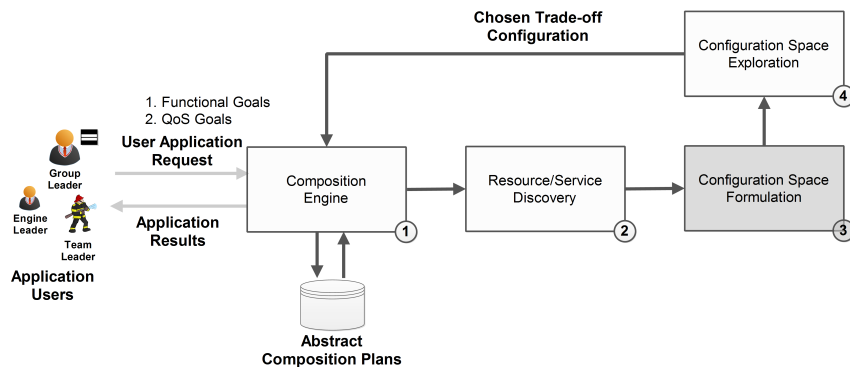 Chosen Trade-off
Configuration
Configuration Space
Exploration
4
1. Functional Goals
2. QoS Goals
User Application
Request
Group
Leader
Engine
Leader
Team
Leader
Application
Users
Application
Results
Composition
Engine
1
Resource/Service
Discovery
2
Configuration Space
Formulation
3
Abstract
Composition Plans